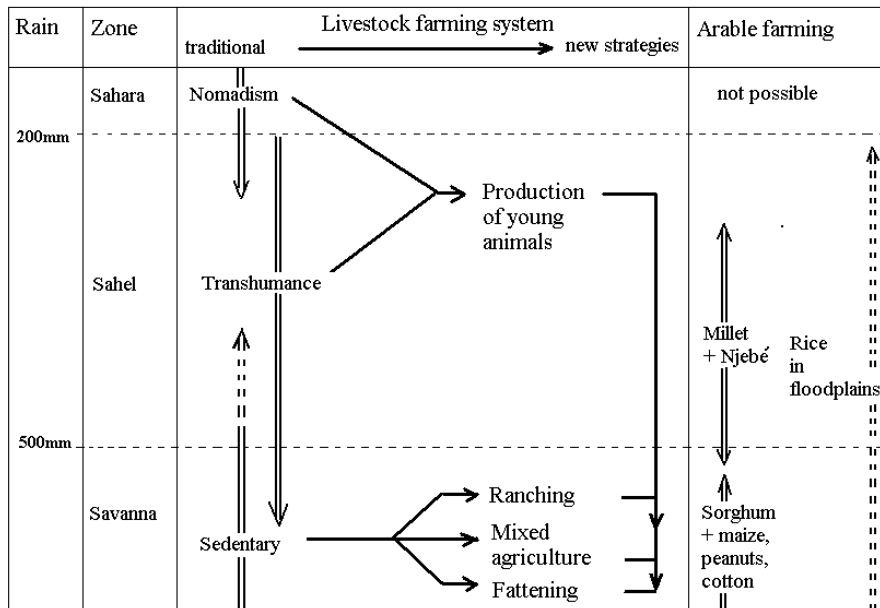 Rain
Zone
Livestock farming system
traditional
new strategies
Arable farming
Sahara
Nomadism
not possible
200mm
Production
of young
animals
Sahel
Transhumance
Millet
+ Njebé
Rice
in
floodplains
500mm
Savanna
Sedentary
Ranching
Mixed
agriculture
Fattening
Sorghum
+ maize,
peanuts,
cotton